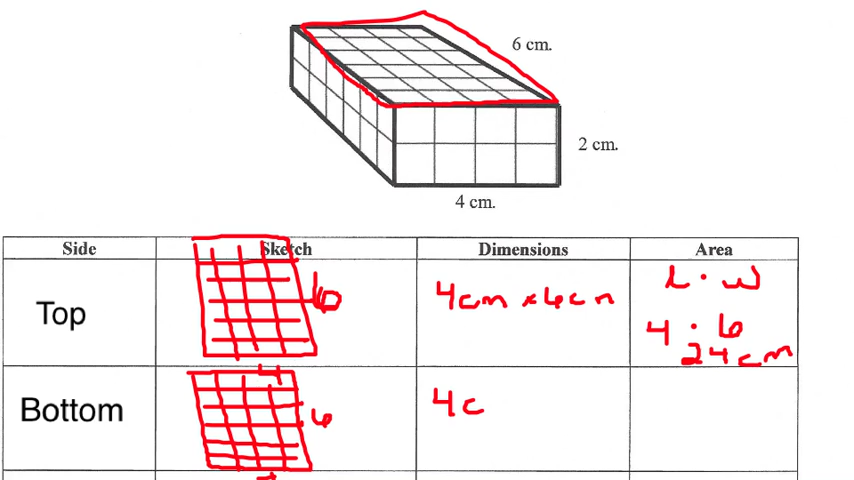 6 cm.
2 cm.
4 cm.
Side Sketch Dimensions Area
Top 6 4cm x 6cm L · W
4 · 6
24cm
4
Bottom 6 4c